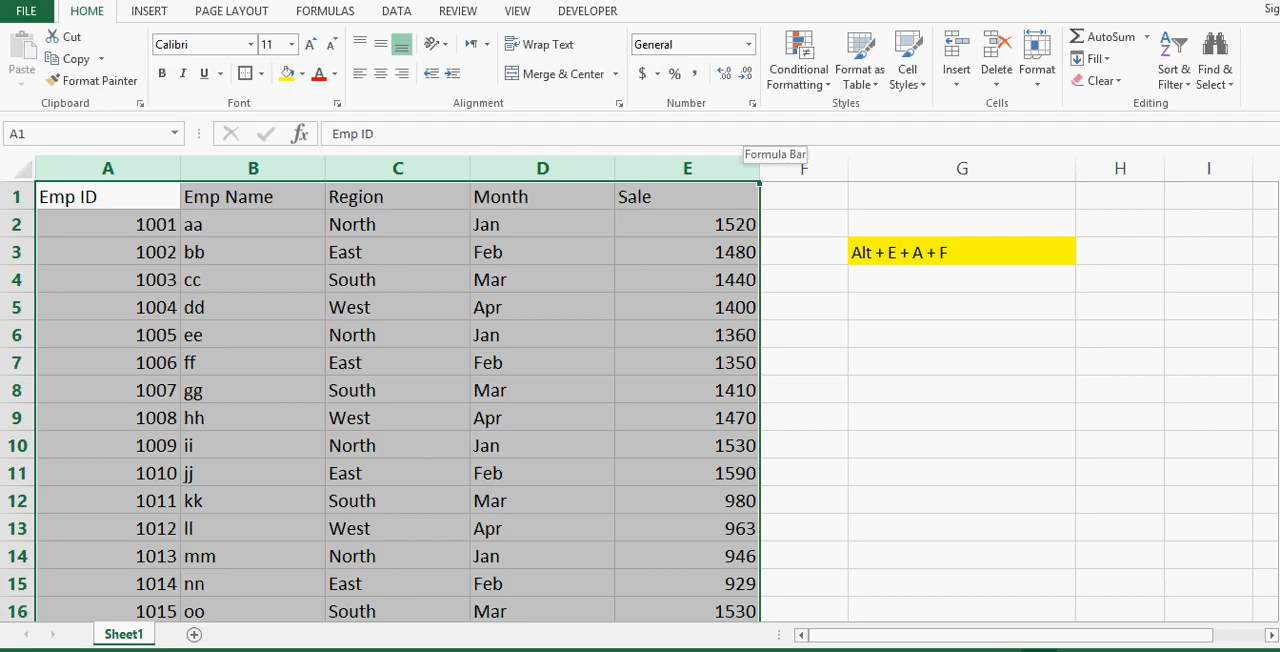 FILE HOME INSERT PAGE LAYOUT FORMULAS DATA REVIEW VIEW DEVELOPER Sig
Paste Cut
Copy
Format Painter
Clipboard
Calibri 11 A A
B I U A
Font
Wrap Text
Merge & Center
Alignment
General
$ % , .0 .00 .00 .0
Number
Conditional Formatting
Format as Table
Cell Styles
Styles
Insert Delete Format
Cells
AutoSum
Fill
Clear
Sort & Filter
Find & Select
Editing
A1 fx Emp ID
Formula Bar
A B C D E F G H I
1 Emp ID Emp Name Region Month Sale
2 1001 aa North Jan 1520
3 1002 bb East Feb 1480 Alt + E + A + F
4 1003 cc South Mar 1440
5 1004 dd West Apr 1400
6 1005 ee North Jan 1360
7 1006 ff East Feb 1350
8 1007 gg South Mar 1410
9 1008 hh West Apr 1470
10 1009 ii North Jan 1530
11 1010 jj East Feb 1590
12 1011 kk South Mar 980
13 1012 ll West Apr 963
14 1013 mm North Jan 946
15 1014 nn East Feb 929
16 1015 oo South Mar 1530
Sheet1